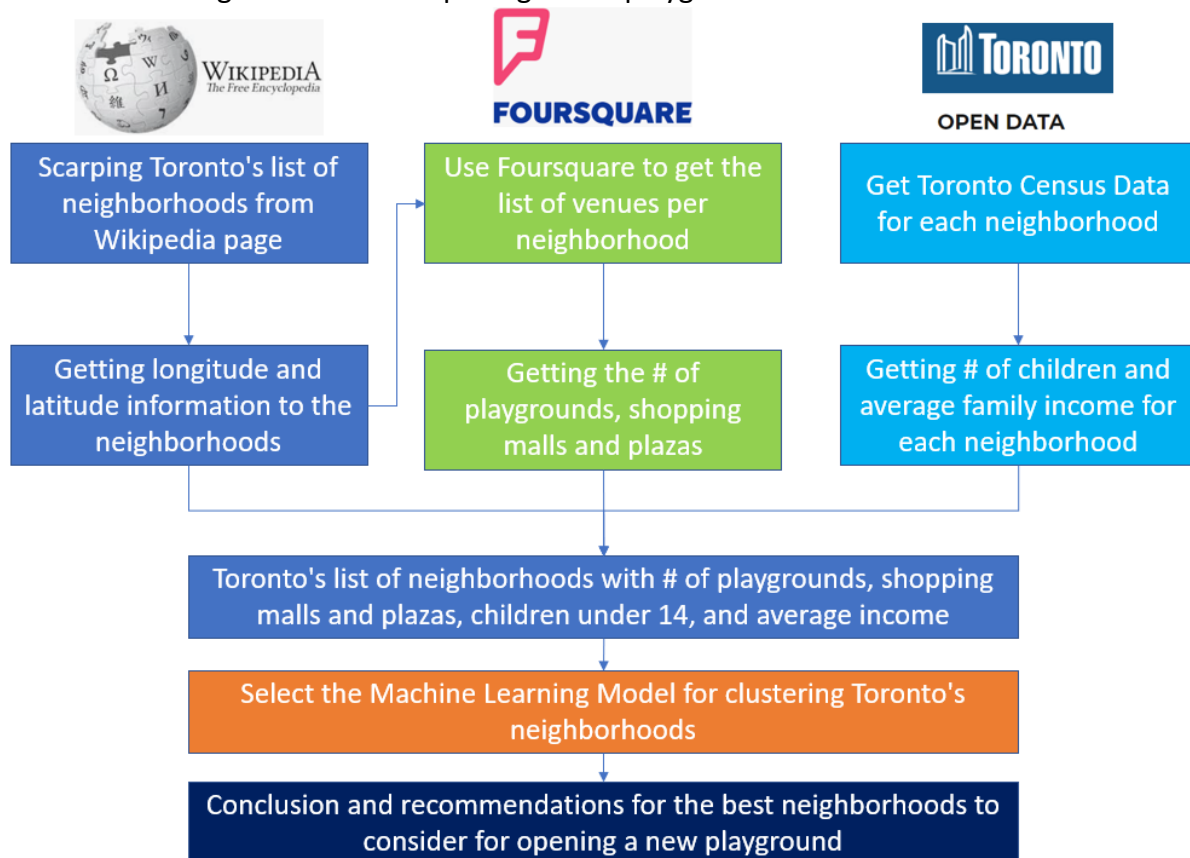 WIKIPEDIA
The Free Encyclopedia
Ω
W
И
維
7
FOURSQUARE
TORONTO
OPEN DATA
Scarping Toronto's list of
neighborhoods from
Wikipedia page
Use Foursquare to get the
list of venues per
neighborhood
Get Toronto Census Data
for each neighborhood
Getting longitude and
latitude information to the
neighborhoods
Getting the # of
playgrounds, shopping
malls and plazas
Getting # of children and
average family income for
each neighborhood
Toronto's list of neighborhoods with # of playgrounds, shopping
malls and plazas, children under 14, and average income
Select the Machine Learning Model for clustering Toronto's
neighborhoods
Conclusion and recommendations for the best neighborhoods to
consider for opening a new playground